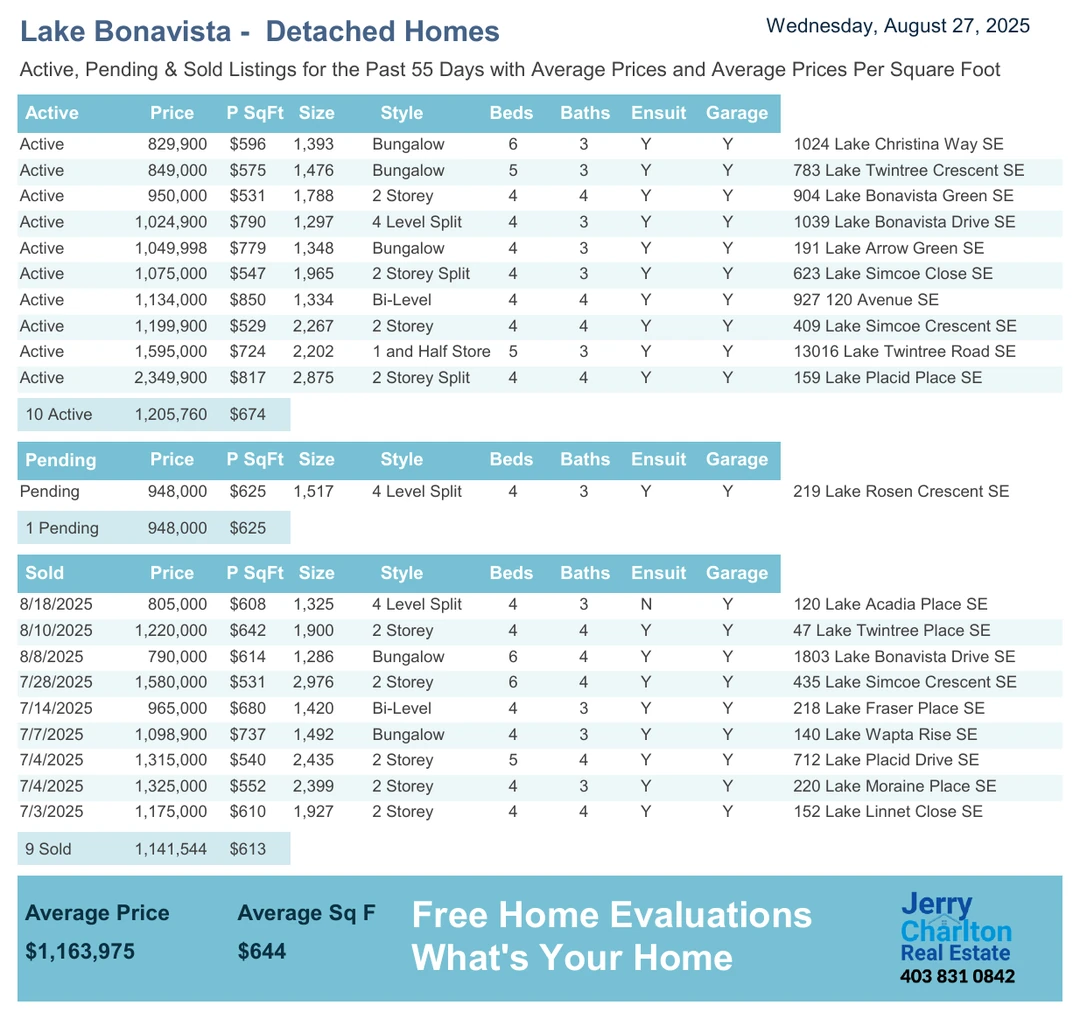 Lake Bonavista - Detached Homes Wednesday, August 27, 2025
Active, Pending & Sold Listings for the Past 55 Days with Average Prices and Average Prices Per Square Foot
Active Price P SqFt Size Style Beds Baths Ensuit Garage
Active 829,900 $596 1,393 Bungalow 6 3 Y Y 1024 Lake Christina Way SE
Active 849,000 $575 1,476 Bungalow 5 3 Y Y 783 Lake Twintree Crescent SE
Active 950,000 $531 1,788 2 Storey 4 4 Y Y 904 Lake Bonavista Green SE
Active 1,024,900 $790 1,297 4 Level Split 4 3 Y Y 1039 Lake Bonavista Drive SE
Active 1,049,998 $779 1,348 Bungalow 4 3 Y Y 191 Lake Arrow Green SE
Active 1,075,000 $547 1,965 2 Storey Split 4 3 Y Y 623 Lake Simcoe Close SE
Active 1,134,000 $850 1,334 Bi-Level 4 4 Y Y 927 120 Avenue SE
Active 1,199,900 $529 2,267 2 Storey 4 4 Y Y 409 Lake Simcoe Crescent SE
Active 1,595,000 $724 2,202 1 and Half Store 5 3 Y Y 13016 Lake Twintree Road SE
Active 2,349,900 $817 2,875 2 Storey Split 4 4 Y Y 159 Lake Placid Place SE
10 Active 1,205,760 $674
Pending Price P SqFt Size Style Beds Baths Ensuit Garage
Pending 948,000 $625 1,517 4 Level Split 4 3 Y Y 219 Lake Rosen Crescent SE
1 Pending 948,000 $625
Sold Price P SqFt Size Style Beds Baths Ensuit Garage
8/18/2025 805,000 $608 1,325 4 Level Split 4 3 N Y 120 Lake Acadia Place SE
8/10/2025 1,220,000 $642 1,900 2 Storey 4 4 Y Y 47 Lake Twintree Place SE
8/8/2025 790,000 $614 1,286 Bungalow 6 4 Y Y 1803 Lake Bonavista Drive SE
7/28/2025 1,580,000 $531 2,976 2 Storey 6 4 Y Y 435 Lake Simcoe Crescent SE
7/14/2025 965,000 $680 1,420 Bi-Level 4 3 Y Y 218 Lake Fraser Place SE
7/7/2025 1,098,900 $737 1,492 Bungalow 4 3 Y Y 140 Lake Wapta Rise SE
7/4/2025 1,315,000 $540 2,435 2 Storey 5 4 Y Y 712 Lake Placid Drive SE
7/4/2025 1,325,000 $552 2,399 2 Storey 4 3 Y Y 220 Lake Moraine Place SE
7/3/2025 1,175,000 $610 1,927 2 Storey 4 4 Y Y 152 Lake Linnet Close SE
9 Sold 1,141,544 $613
Average Price Average Sq F
$1,163,975 $644
Free Home Evaluations
What's Your Home
Jerry
Charlton
Real Estate
403 831 0842